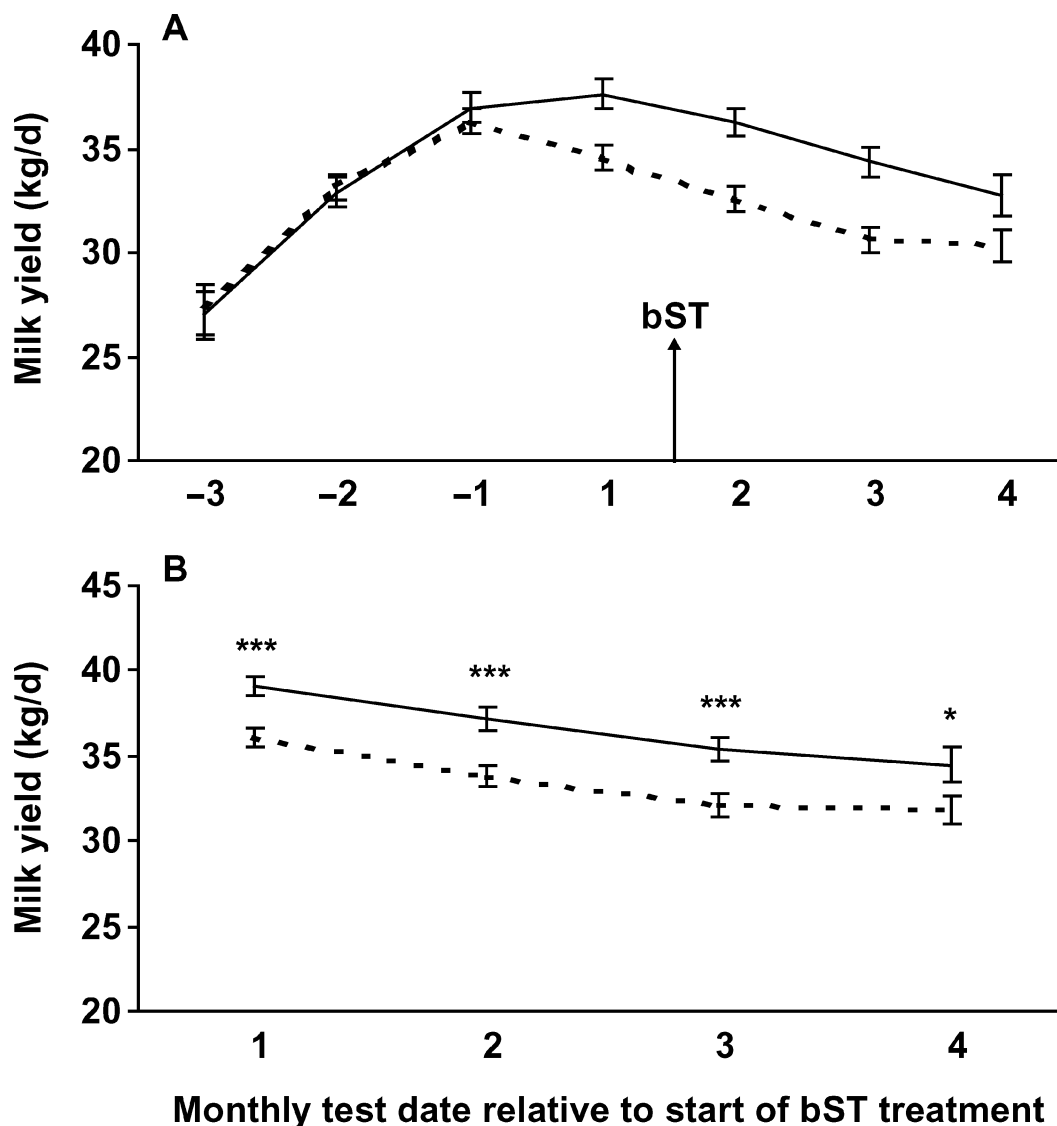 A
40
35
30
25
20
Milk yield (kg/d)
bST
–3 –2 –1 1 2 3 4
B
45
40
35
30
25
20
Milk yield (kg/d)
*** *** *** *
1 2 3 4
Monthly test date relative to start of bST treatment